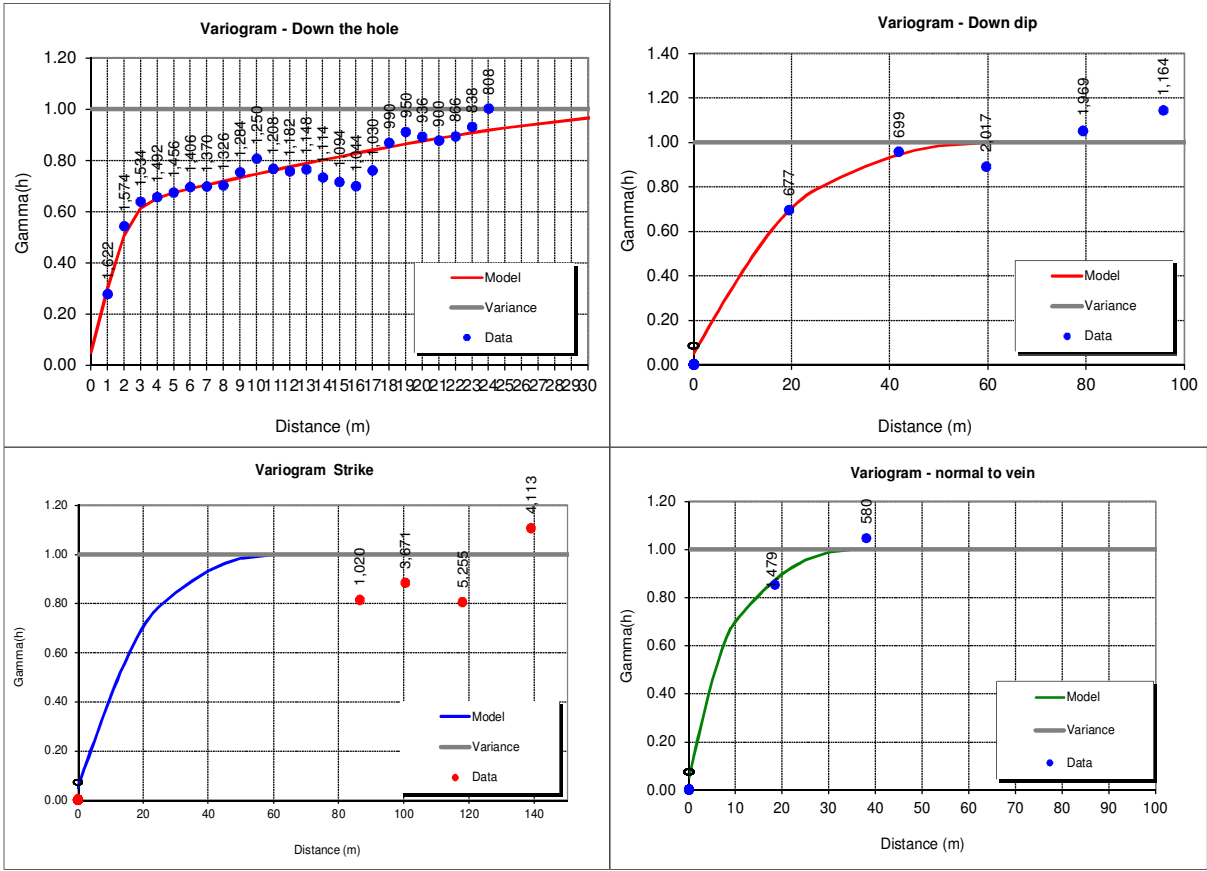 Variogram - Down the hole
1.20
1.00
0.80
0.60
0.40
0.20
0.00
Gamma(h)
1,622
1,574
1,534
1,492
1,456
1,406
1,370
1,326
1,284
1,250
1,208
1,182
1,148
1,114
1,094
1,044
1,030
990
950
936
900
866
838
808
Model
Variance
Data
0 1 2 3 4 5 6 7 8 9 10 11 12 13 14 15 16 17 18 19 20 21 22 23 24 25 26 27 28 29 30
Distance (m)
Variogram - Down dip
1.40
1.20
1.00
0.80
0.60
0.40
0.20
0.00
Gamma(h)
0
677
699
2,017
1,969
1,164
Model
Variance
Data
0 20 40 60 80 100
Distance (m)
Variogram Strike
1.20
1.00
0.80
0.60
0.40
0.20
0.00
Gamma(h)
0
1,020
3,671
5,255
4,113
Model
Variance
Data
0 20 40 60 80 100 120 140
Distance (m)
Variogram - normal to vein
1.20
1.00
0.80
0.60
0.40
0.20
0.00
Gamma(h)
0
1,479
580
Model
Variance
Data
0 10 20 30 40 50 60 70 80 90 100
Distance (m)